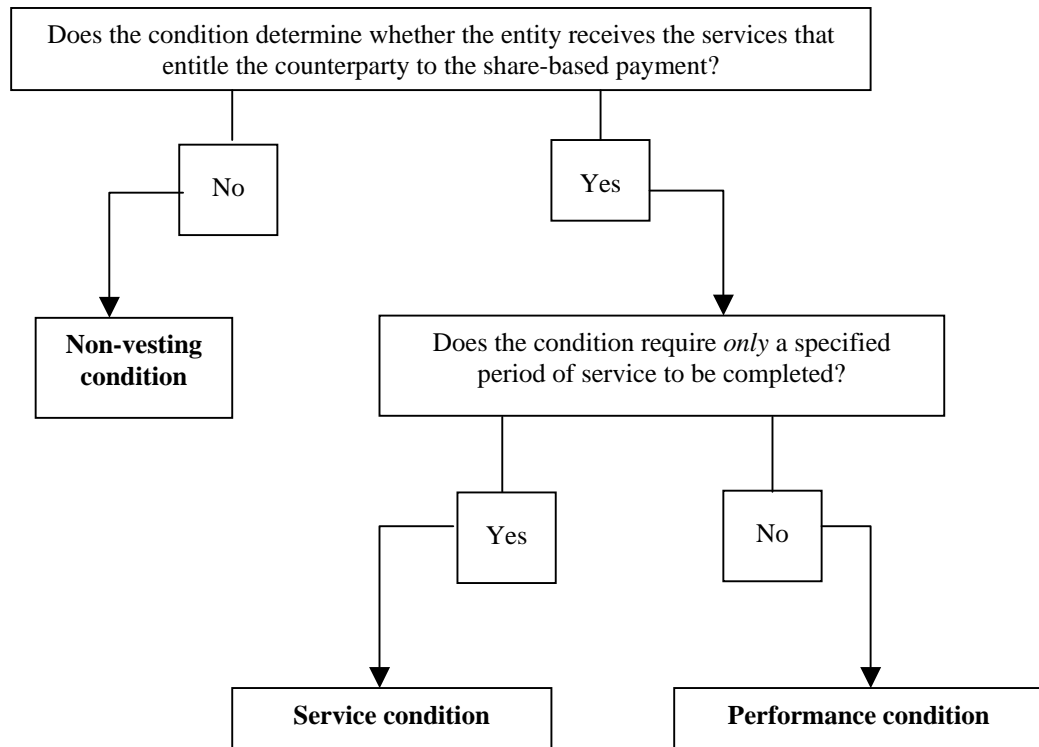 Does the condition determine whether the entity receives the services that
entitle the counterparty to the share-based payment?
No
Yes
Non-vesting
condition
Does the condition require only a specified
period of service to be completed?
Yes
No
Service condition
Performance condition